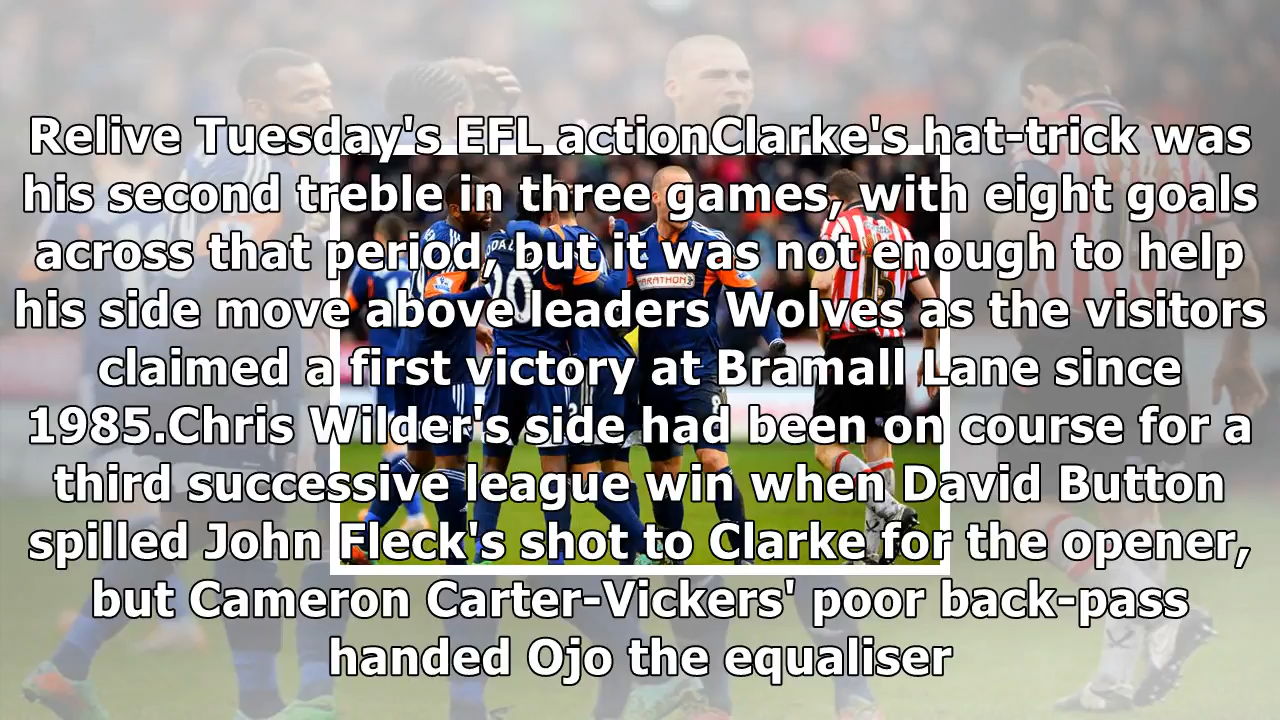 Relive Tuesday's EFL actionClarke's hat-trick was
his second treble in three games, with eight goals
across that period, but it was not enough to help
his side move above leaders Wolves as the visitors
claimed a first victory at Bramall Lane since
1985.Chris Wilder's side had been on course for a
third successive league win when David Button
spilled John Fleck's shot to Clarke for the opener,
but Cameron Carter-Vickers' poor back-pass
handed Ojo the equaliser
20
MARATHON